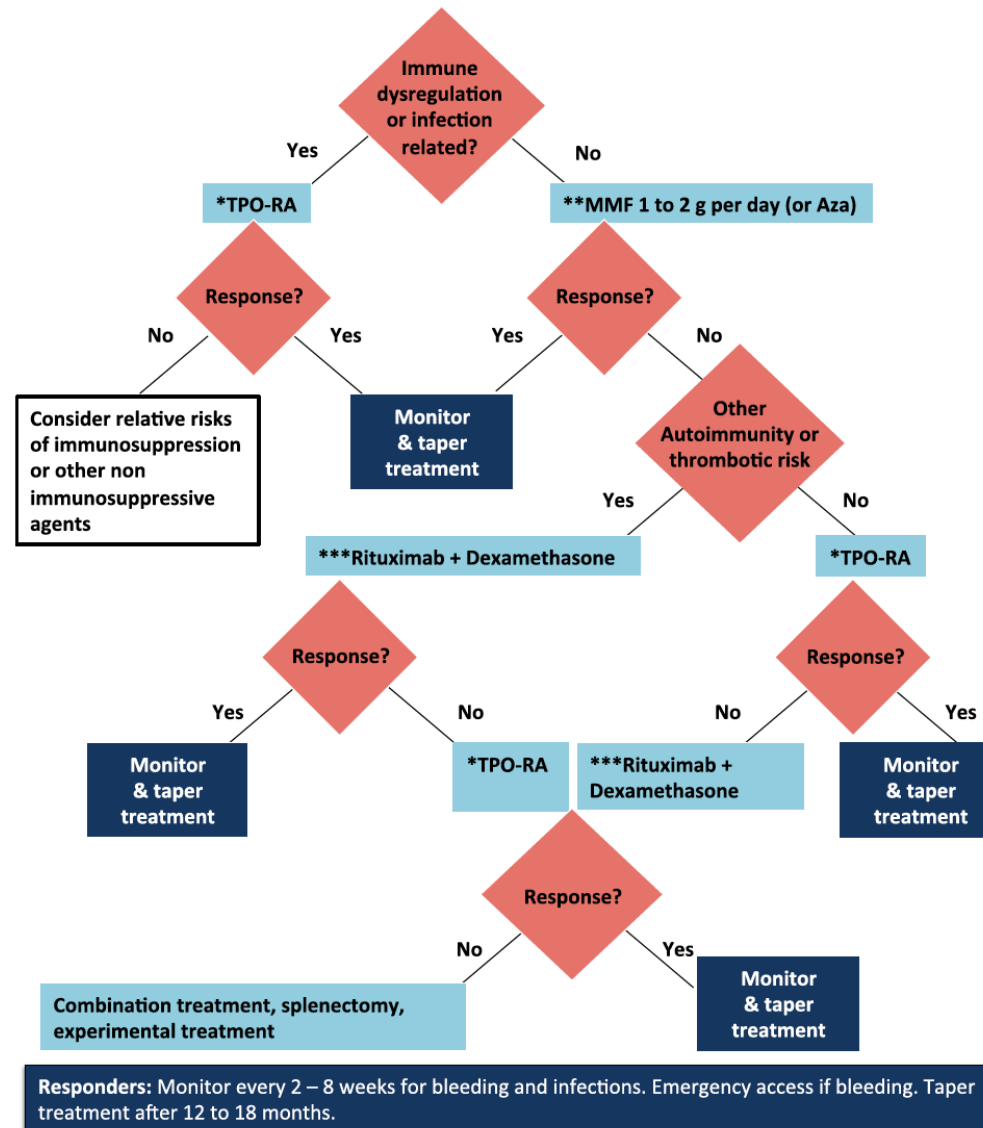 Immune
dysregulation
or infection
related?
Yes
No
*TPO-RA
**MMF 1 to 2 g per day (or Aza)
Response?
Response?
No
Yes
Yes
No
Consider relative risks
of immunosuppression
or other non
immunosuppressive
agents
Monitor
& taper
treatment
Other
Autoimmunity or
thrombotic risk
Yes
No
***Rituximab + Dexamethasone
*TPO-RA
Response?
Response?
Yes
No
No
Yes
Monitor
& taper
treatment
*TPO-RA
***Rituximab +
Dexamethasone
Monitor
& taper
treatment
Response?
No
Yes
Combination treatment, splenectomy,
experimental treatment
Monitor
& taper
treatment
Responders: Monitor every 2 – 8 weeks for bleeding and infections. Emergency access if bleeding. Taper
treatment after 12 to 18 months.